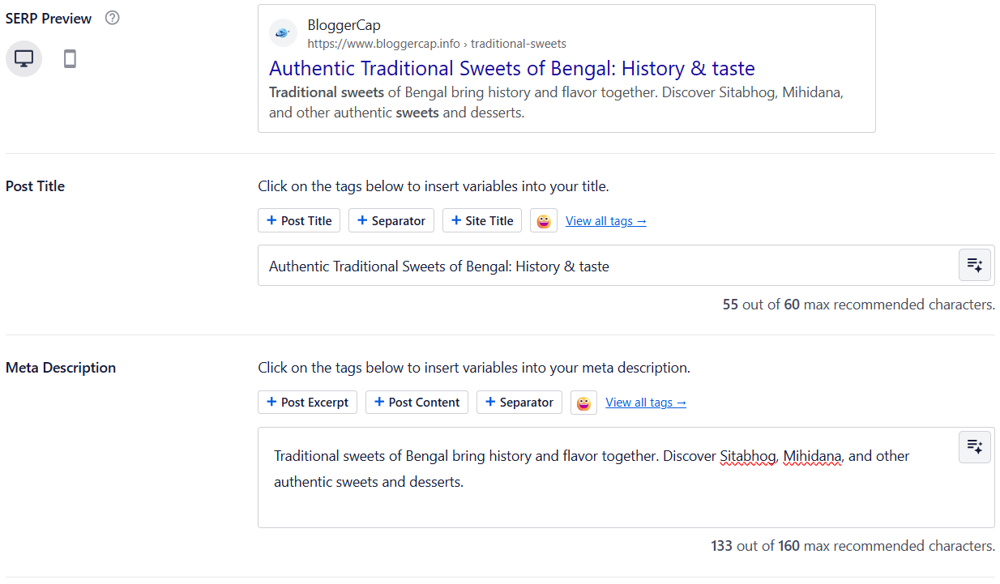 SERP Preview
BloggerCap
https://www.bloggercap.info › traditional-sweets
Authentic Traditional Sweets of Bengal: History & taste
Traditional sweets of Bengal bring history and flavor together. Discover Sitabhog, Mihidana,
and other authentic sweets and desserts.
Post Title
Click on the tags below to insert variables into your title.
+ Post Title + Separator + Site Title View all tags →
Authentic Traditional Sweets of Bengal: History & taste
55 out of 60 max recommended characters.
Meta Description
Click on the tags below to insert variables into your meta description.
+ Post Excerpt + Post Content + Separator View all tags →
Traditional sweets of Bengal bring history and flavor together. Discover Sitabhog, Mihidana, and other
authentic sweets and desserts.
133 out of 160 max recommended characters.